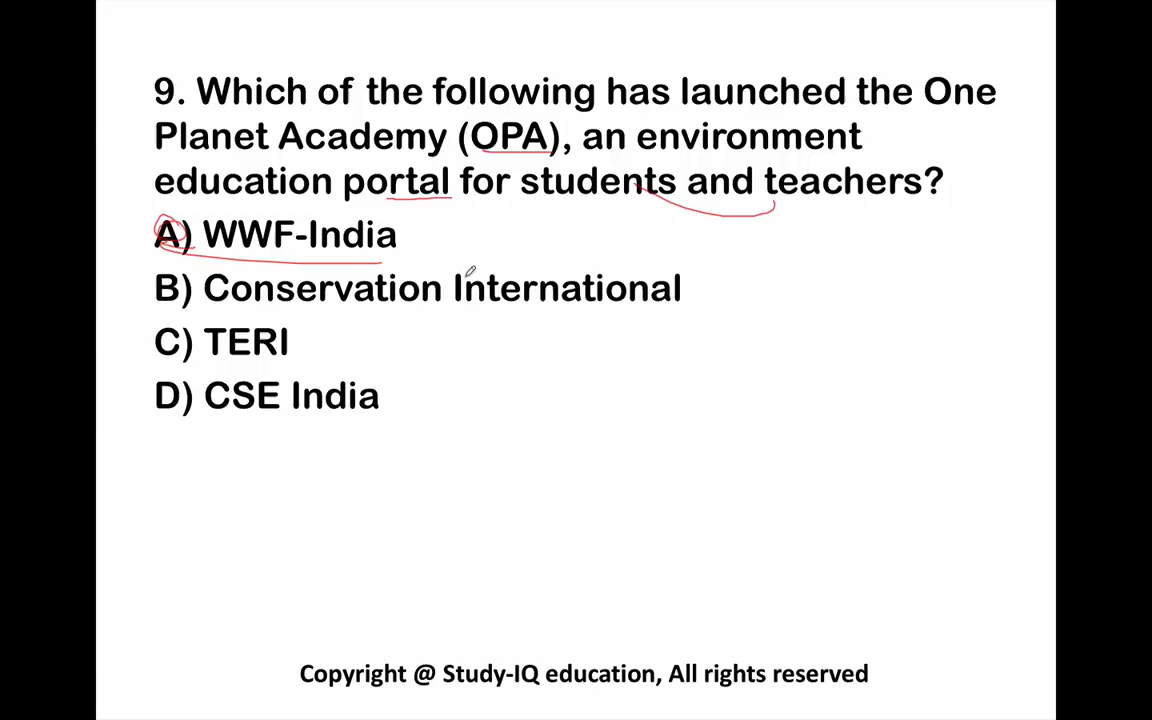 9. Which of the following has launched the One
Planet Academy (OPA), an environment
education portal for students and teachers?
A) WWF-India
B) Conservation International
C) TERI
D) CSE India
Copyright @ Study-IQ education, All rights reserved